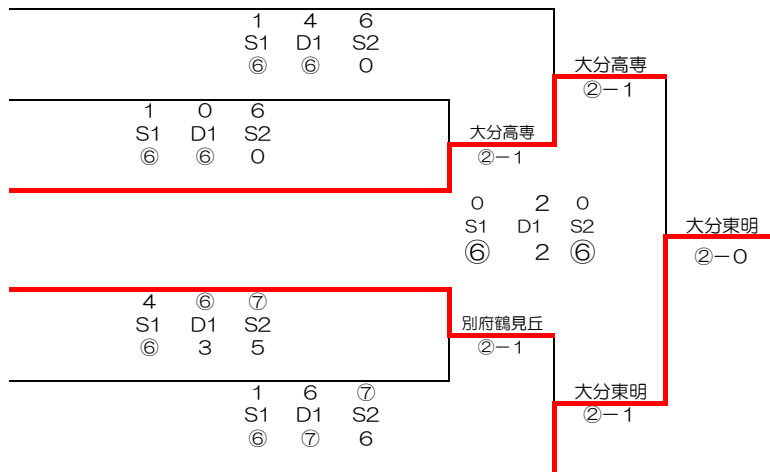 1 4 6
S1 D1 S2
⑥ ⑥ 0
大分高専
②-1
1 0 6
S1 D1 S2
⑥ ⑥ 0
大分高専
②-1
0 2 0
S1 D1 S2
⑥ 2 ⑥
大分東明
②-0
4 ⑥ ⑦
S1 D1 S2
⑥ 3 5
別府鶴見丘
②-1
1 6 ⑦
S1 D1 S2
⑥ ⑦ 6
大分東明
②-1